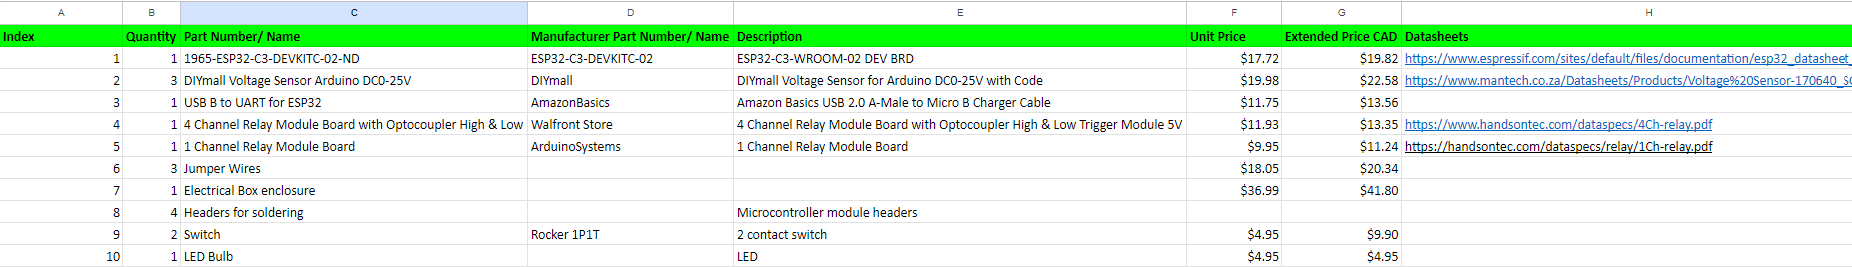 A B C D E F G H
Index Quantity Part Number/ Name Manufacturer Part Number/ Name Description Unit Price Extended Price CAD Datasheets
1 1 1965-ESP32-C3-DEVKITC-02-ND ESP32-C3-DEVKITC-02 ESP32-C3-WROOM-02 DEV BRD $17.72 $19.82 https://www.espressif.com/sites/default/files/documentation/esp32_datasheet_
2 3 DIYmall Voltage Sensor Arduino DC0-25V DIYmall DIYmall Voltage Sensor for Arduino DC0-25V with Code $19.98 $22.58 https://www.mantech.co.za/Datasheets/Products/Voltage%20Sensor-170640_SG
3 1 USB B to UART for ESP32 AmazonBasics Amazon Basics USB 2.0 A-Male to Micro B Charger Cable $11.75 $13.56
4 1 4 Channel Relay Module Board with Optocoupler High & Low Walfront Store 4 Channel Relay Module Board with Optocoupler High & Low Trigger Module 5V $11.93 $13.35 https://www.handsontec.com/dataspecs/4Ch-relay.pdf
5 1 1 Channel Relay Module Board ArduinoSystems 1 Channel Relay Module Board $9.95 $11.24 https://handsontec.com/dataspecs/relay/1Ch-relay.pdf
6 3 Jumper Wires $18.05 $20.34
7 1 Electrical Box enclosure $36.99 $41.80
8 4 Headers for soldering Microcontroller module headers
9 2 Switch Rocker 1P1T 2 contact switch $4.95 $9.90
10 1 LED Bulb LED $4.95 $4.95